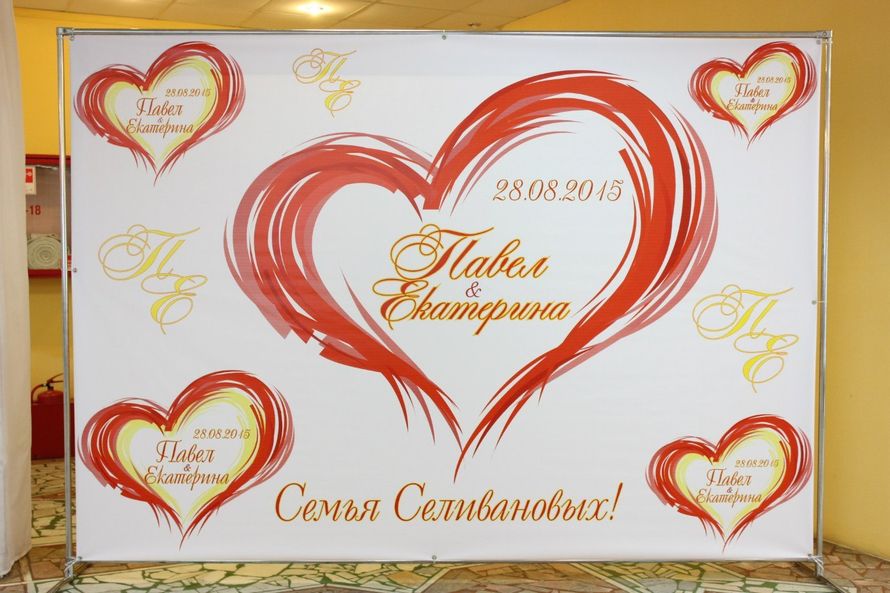 28.08.2015
Павел
&
Екатерина
П
Е
28.08.2015
Павел
&
Екатерина
28.08.2015
Павел
&
Екатерина
-18
П
Е
П
Е
28.08.2015
Павел
&
Екатерина
28.08.2015
Павел
&
Екатерина
Семья Селивановых!